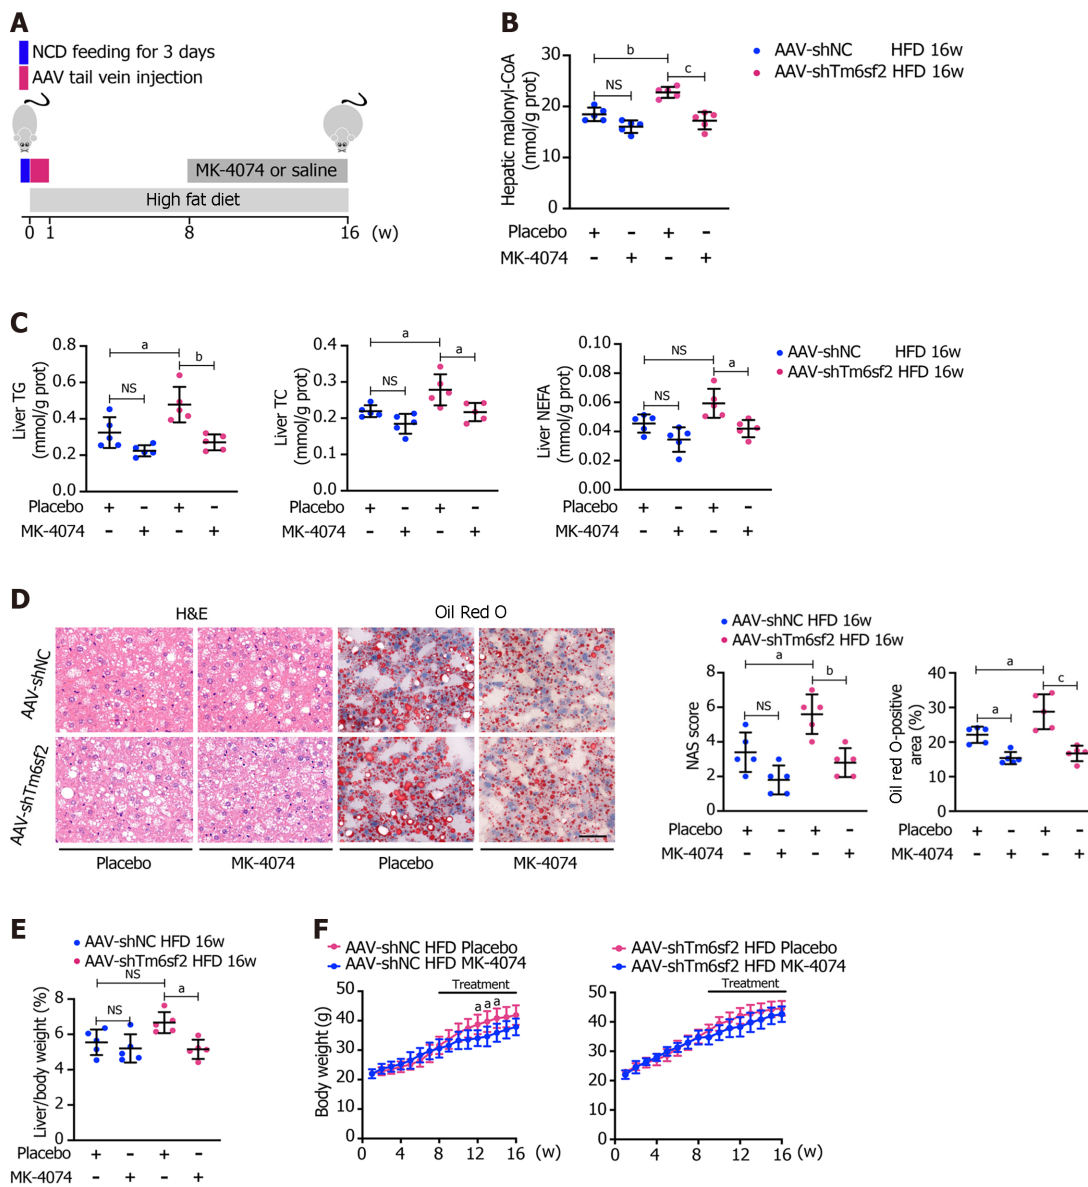 A
NCD feeding for 3 days
AAV tail vein injection
MK-4074 or saline
High fat diet
0 1 8 16 (w)
B
AAV-shNC HFD 16w
AAV-shTm6sf2 HFD 16w
Hepatic malonyl-CoA
(nmol/g prot)
30
20
10
0
b
c
NS
Placebo + - + -
MK-4074 - + - +
C
Liver TG
(mmol/g prot)
0.8
0.6
0.4
0.2
0.0
a
b
NS
Placebo + - + -
MK-4074 - + - +
Liver TC
(mmol/g prot)
0.4
0.3
0.2
0.1
0.0
a
a
NS
Placebo + - + -
MK-4074 - + - +
Liver NEFA
(mmol/g prot)
0.10
0.08
0.06
0.04
0.02
0.00
NS
a
NS
Placebo + - + -
MK-4074 - + - +
AAV-shNC HFD 16w
AAV-shTm6sf2 HFD 16w
D
H&E Oil Red O
AAV-shNC
AAV-shTm6sf2
Placebo MK-4074 Placebo MK-4074
AAV-shNC HFD 16w
AAV-shTm6sf2 HFD 16w
NAS score
8
6
4
2
0
a
b
NS
Placebo + - + -
MK-4074 - + - +
Oil red O-positive
area (%)
40
30
20
10
0
a
c
a
Placebo + - + -
MK-4074 - + - +
E
AAV-shNC HFD 16w
AAV-shTm6sf2 HFD 16w
Liver/body weight (%)
8
6
4
2
0
NS
a
NS
Placebo + - + -
MK-4074 - + - +
F
AAV-shNC HFD Placebo
AAV-shNC HFD MK-4074
Treatment
a a a
Body weight (g)
50
40
30
20
10
0
0 4 8 12 16 (w)
AAV-shTm6sf2 HFD Placebo
AAV-shTm6sf2 HFD MK-4074
Treatment
50
40
30
20
10
0
0 4 8 12 16 (w)